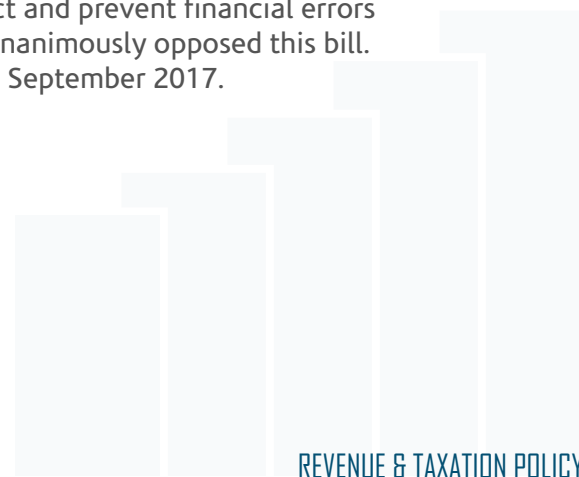 ct and prevent financial errors
nanimously opposed this bill.
September 2017.
REVENUE & TAXATION POLICY